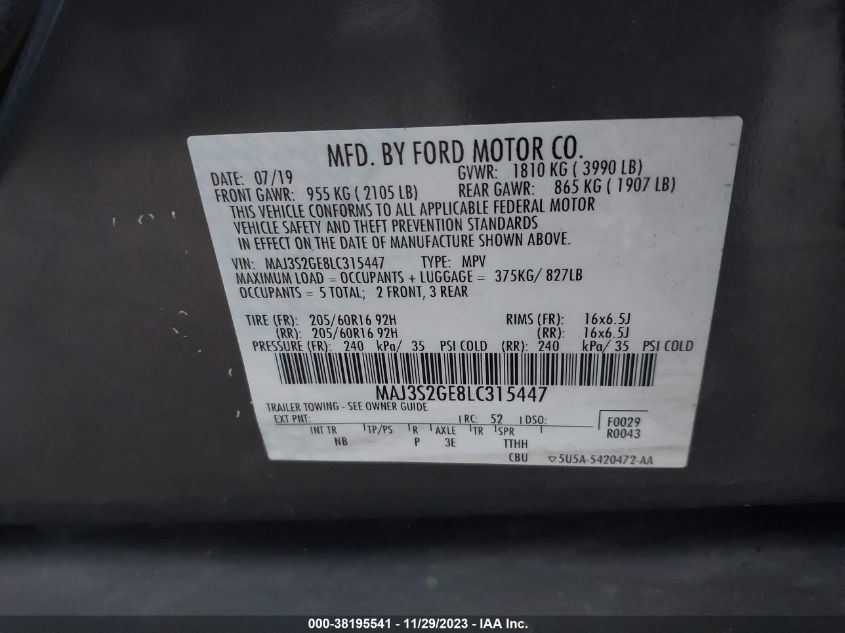 MFD. BY FORD MOTOR CO.
DATE: 07/19 GVWR: 1810 KG ( 3990 LB)
FRONT GAWR: 955 KG ( 2105 LB) REAR GAWR: 865 KG ( 1907 LB)
THIS VEHICLE CONFORMS TO ALL APPLICABLE FEDERAL MOTOR
VEHICLE SAFETY AND THEFT PREVENTION STANDARDS
IN EFFECT ON THE DATE OF MANUFACTURE SHOWN ABOVE.
VIN: MAJ3S2GE8LC315447 TYPE: MPV
MAXIMUM LOAD = OCCUPANTS + LUGGAGE = 375KG/ 827LB
OCCUPANTS = 5 TOTAL; 2 FRONT, 3 REAR
TIRE (FR): 205/60R16 92H RIMS (FR): 16x6.5J
(RR): 205/60R16 92H (RR): 16x6.5J
PRESSURE (FR): 240 kPa/ 35 PSI COLD (RR): 240 kPa/ 35 PSI COLD
MAJ3S2GE8LC315447
TRAILER TOWING - SEE OWNER GUIDE
EXT PNT: RC: 52 DSO: F0029
INT TR TP/PS R AXLE TR SPR R0043
NB P 3E TTHH
CBU 5U5A-5420472-AA
000-38195541 - 11/29/2023 - IAA Inc.